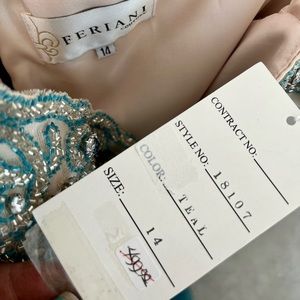 FERIANI
14
CONTRACT NO:
STYLE NO: 18107
COLOR: TEAL
SIZE: 14